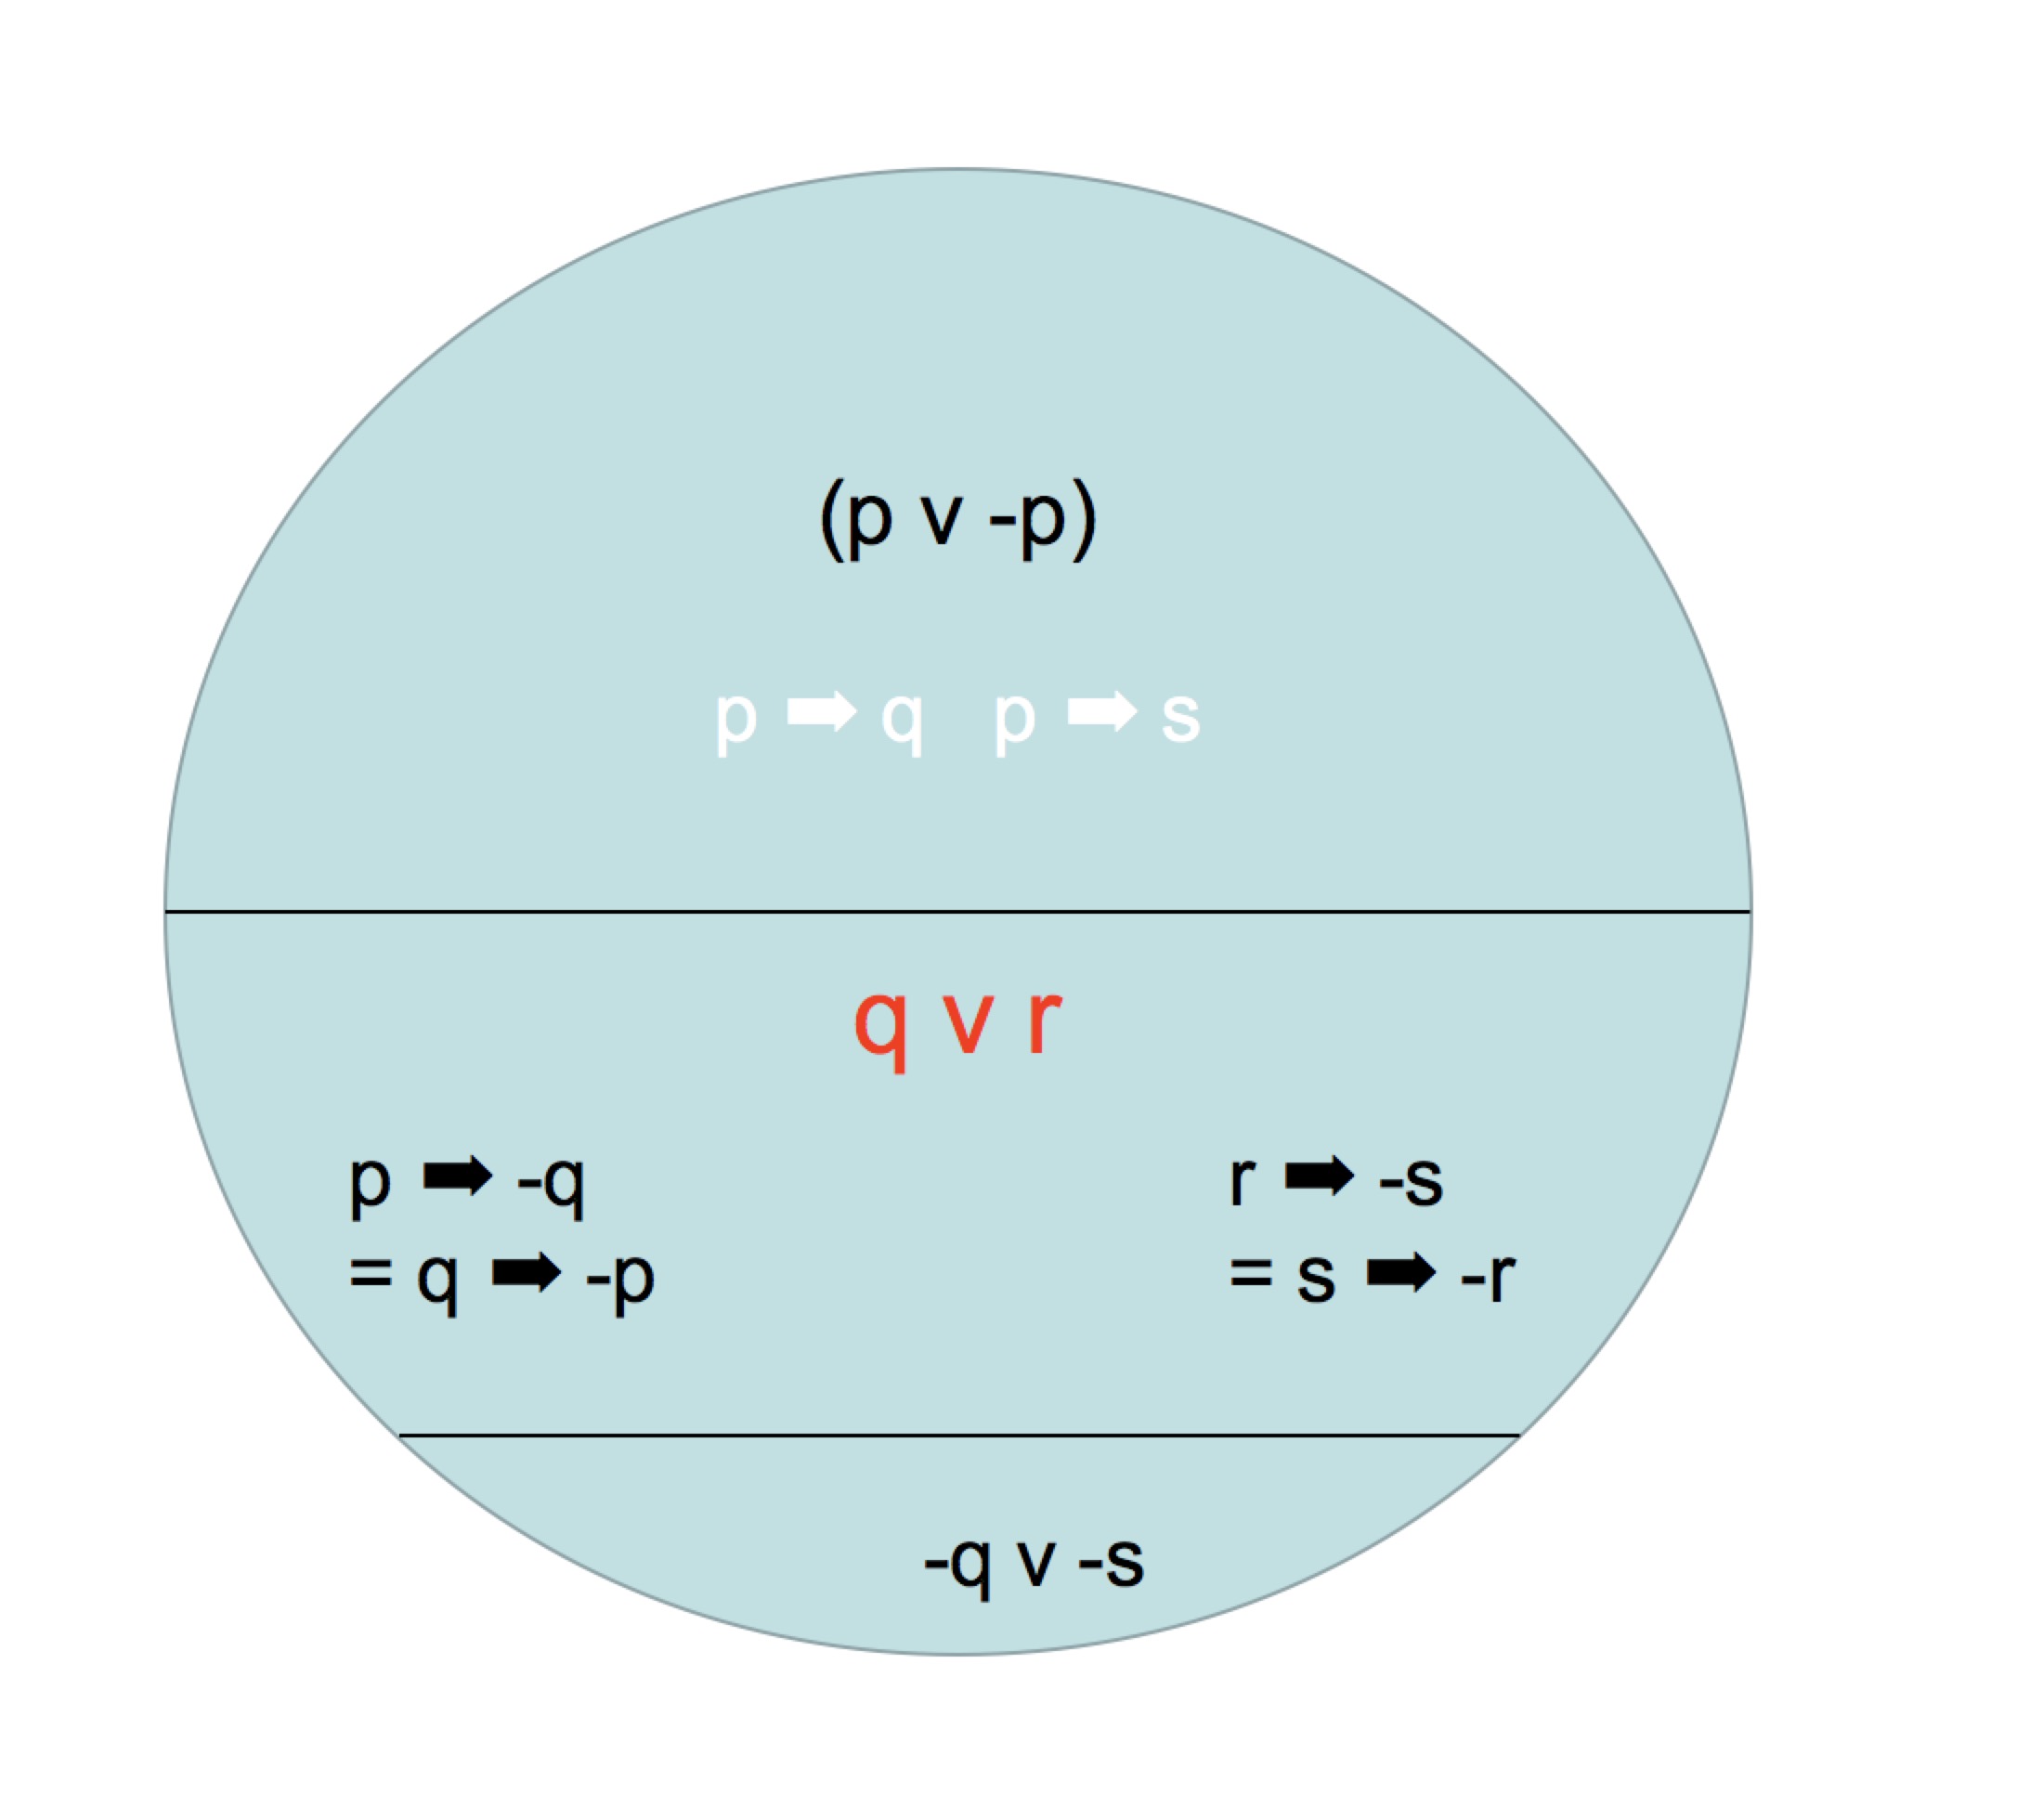 (p v -p)
p ➡ q p ➡ s
q v r
p ➡ -q
= q ➡ -p
r ➡ -s
= s ➡ -r
-q v -s